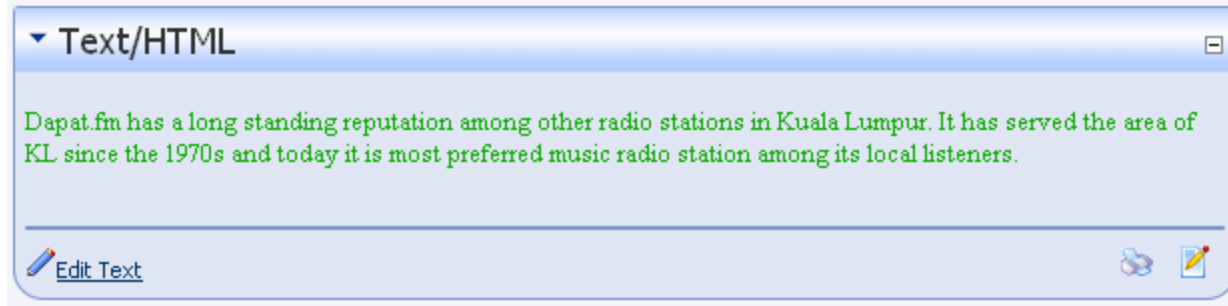 Text/HTML
Dapat.fm has a long standing reputation among other radio stations in Kuala Lumpur. It has served the area of
KL since the 1970s and today it is most preferred music radio station among its local listeners.
Edit Text